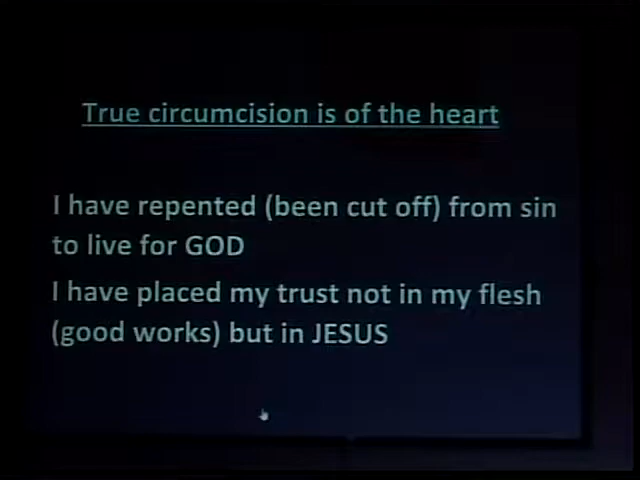 True circumcision is of the heart
I have repented (been cut off) from sin
to live for GOD
I have placed my trust not in my flesh
(good works) but in JESUS